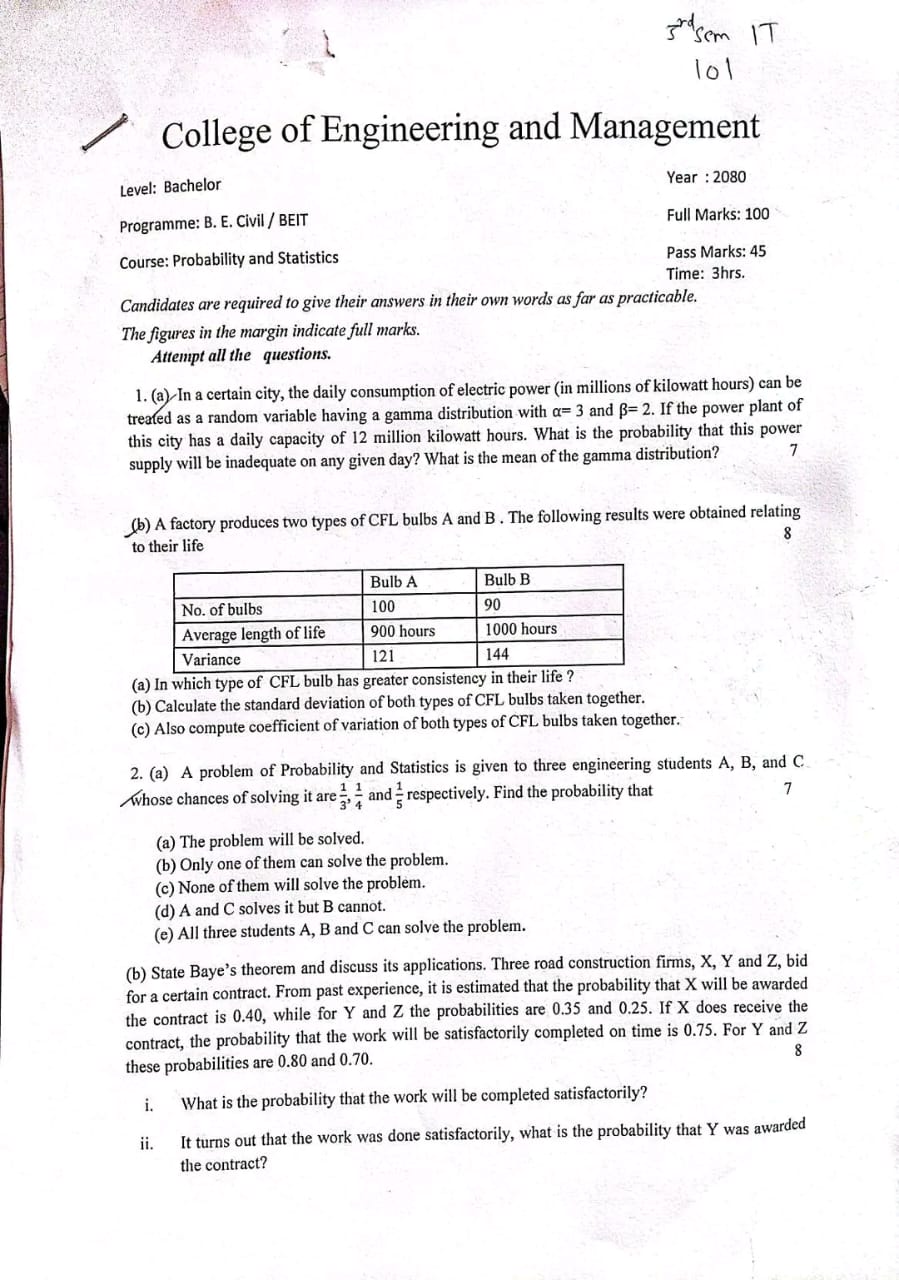 3rd sem IT
101
College of Engineering and Management
Level: Bachelor
Year : 2080
Programme: B. E. Civil / BEIT
Full Marks: 100
Course: Probability and Statistics
Pass Marks: 45
Time: 3hrs.
Candidates are required to give their answers in their own words as far as practicable.
The figures in the margin indicate full marks.
Attempt all the questions.
1. (a) In a certain city, the daily consumption of electric power (in millions of kilowatt hours) can be
treated as a random variable having a gamma distribution with α= 3 and β= 2. If the power plant of
this city has a daily capacity of 12 million kilowatt hours. What is the probability that this power
supply will be inadequate on any given day? What is the mean of the gamma distribution? 7
(b) A factory produces two types of CFL bulbs A and B . The following results were obtained relating
to their life 8
Bulb A Bulb B
No. of bulbs 100 90
Average length of life 900 hours 1000 hours
Variance 121 144
(a) In which type of CFL bulb has greater consistency in their life ?
(b) Calculate the standard deviation of both types of CFL bulbs taken together.
(c) Also compute coefficient of variation of both types of CFL bulbs taken together.
2. (a) A problem of Probability and Statistics is given to three engineering students A, B, and C
whose chances of solving it are 1/3, 1/4 and 1/5 respectively. Find the probability that 7
(a) The problem will be solved.
(b) Only one of them can solve the problem.
(c) None of them will solve the problem.
(d) A and C solves it but B cannot.
(e) All three students A, B and C can solve the problem.
(b) State Baye's theorem and discuss its applications. Three road construction firms, X, Y and Z, bid
for a certain contract. From past experience, it is estimated that the probability that X will be awarded
the contract is 0.40, while for Y and Z the probabilities are 0.35 and 0.25. If X does receive the
contract, the probability that the work will be satisfactorily completed on time is 0.75. For Y and Z
these probabilities are 0.80 and 0.70. 8
i. What is the probability that the work will be completed satisfactorily?
ii. It turns out that the work was done satisfactorily, what is the probability that Y was awarded
the contract?